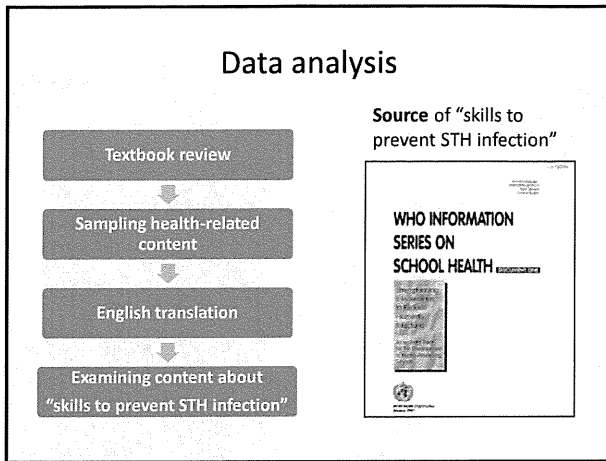 Data analysis
Textbook review
Sampling health-related
content
English translation
Examining content about
"skills to prevent STH infection"
Source of "skills to
prevent STH infection"
WHO INFORMATION
SERIES ON
SCHOOL HEALTH